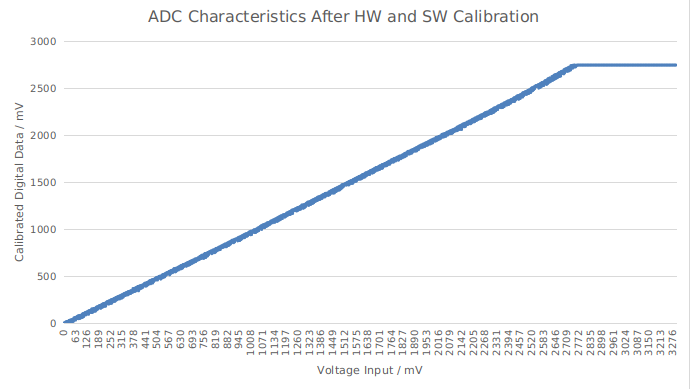 ADC Characteristics After HW and SW Calibration
3000
2500
2000
1500
1000
500
0
Calibrated Digital Data / mV
0 63 126 189 252 315 378 441 504 567 630 693 756 819 882 945 1008 1071 1134 1197 1260 1323 1386 1449 1512 1575 1638 1701 1764 1827 1890 1953 2016 2079 2142 2205 2268 2331 2394 2457 2520 2583 2646 2709 2772 2835 2898 2961 3024 3087 3150 3213 3276
Voltage Input / mV